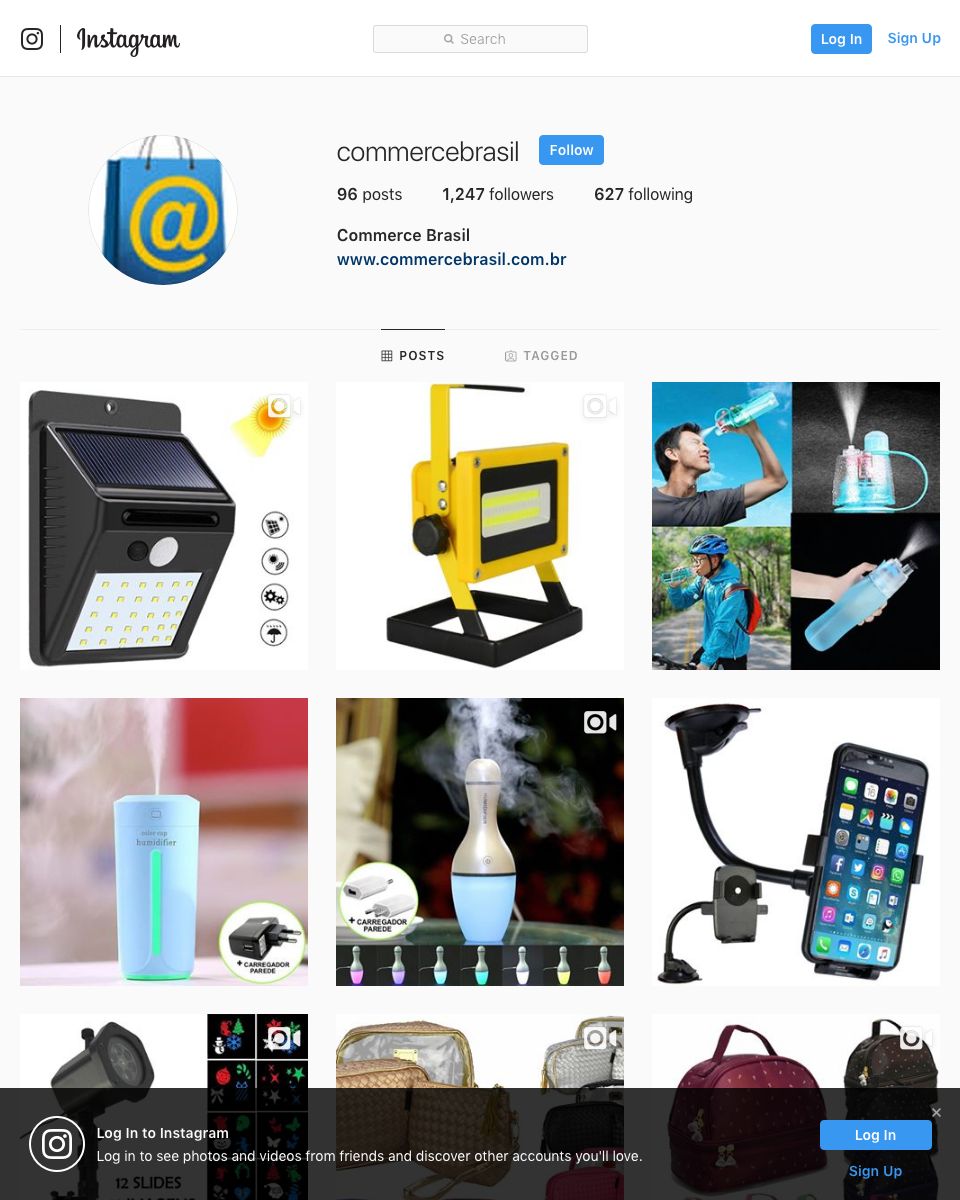 Instagram
Search
Log In
Sign Up
commercebrasil
Follow
96 posts
1,247 followers
627 following
Commerce Brasil
www.commercebrasil.com.br
POSTS
TAGGED
color cup
humidifier
+ CARREGADOR
PAREDE
HUMIDIFIER
+ CARREGADOR
PAREDE
Log In to Instagram
Log in to see photos and videos from friends and discover other accounts you'll love.
Log In
Sign Up
12 SLIDES